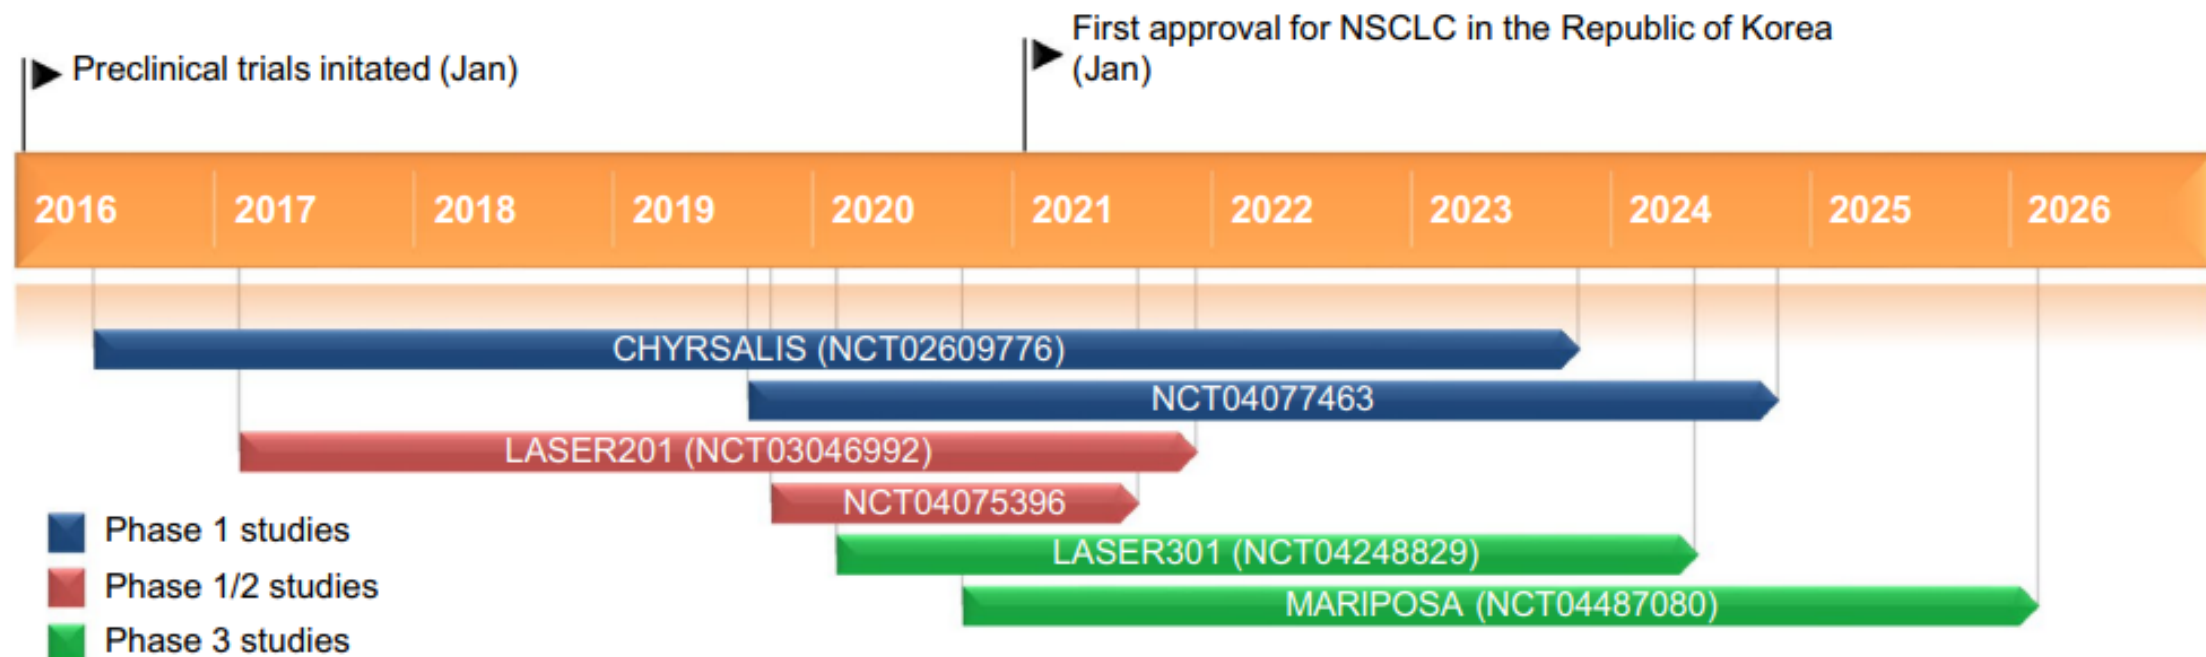 First approval for NSCLC in the Republic of Korea
(Jan)
Preclinical trials initated (Jan)
2016 2017 2018 2019 2020 2021 2022 2023 2024 2025 2026
CHYRSALIS (NCT02609776)
NCT04077463
LASER201 (NCT03046992)
NCT04075396
LASER301 (NCT04248829)
MARIPOSA (NCT04487080)
Phase 1 studies
Phase 1/2 studies
Phase 3 studies